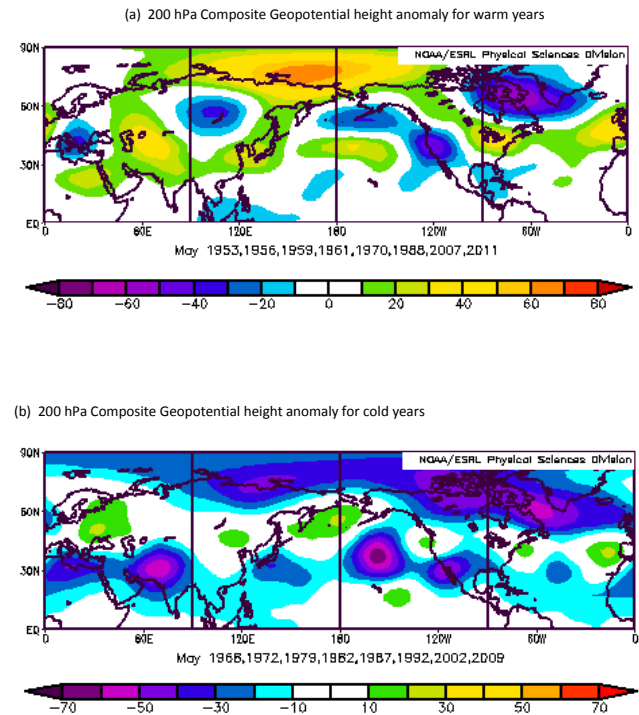 (a) 200 hPa Composite Geopotential height anomaly for warm years
NOAA/ESRL Physical Sciences Division
90N
60N
30N
EQ
0 60E 120E 180 120W 60W 0
May 1953,1956,1959,1961,1970,1988,2007,2011
−80 −60 −40 −20 0 20 40 60 80
(b) 200 hPa Composite Geopotential height anomaly for cold years
NOAA/ESRL Physical Sciences Division
90N
60N
30N
EQ
0 60E 120E 180 120W 60W 0
May 1966,1972,1979,1982,1987,1992,2002,2009
−70 −50 −30 −10 10 30 50 70